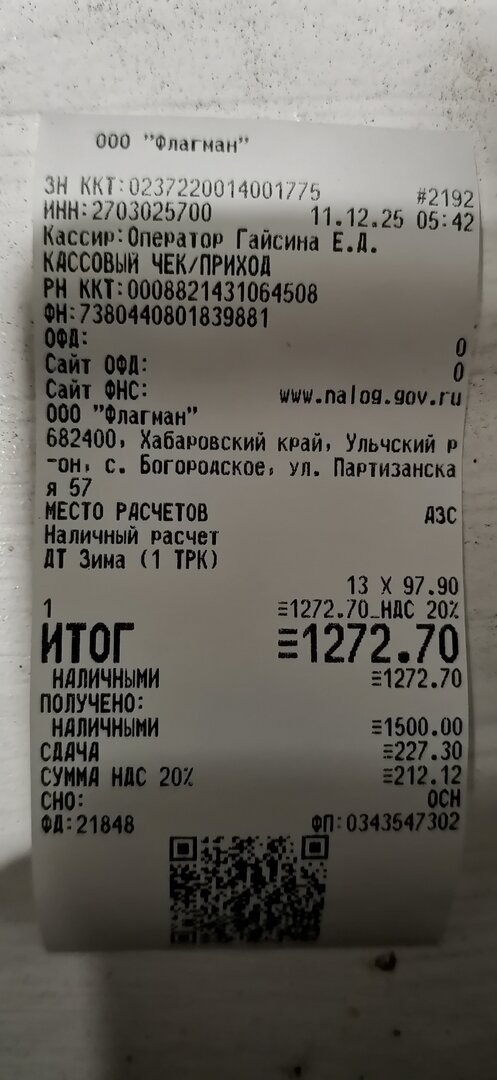 ООО "Флагман"
ЗН ККТ:0237220014001775 #2192
ИНН:2703025700 11.12.25 05:42
Кассир:Оператор Гайсина Е.Д.
КАССОВЫЙ ЧЕК/ПРИХОД
РН ККТ:0008821431064508
ФН:7380440801839881
ОФД: 0
Сайт ОФД: 0
Сайт ФНС: www.nalog.gov.ru
ООО "Флагман"
682400, Хабаровский край, Ульчский р
-он, с. Богородское, ул. Партизанска
я 57
МЕСТО РАСЧЕТОВ АЗС
Наличный расчет
ДТ Зима (1 ТРК)
13 X 97.90
1 =1272.70_НДС 20%
ИТОГ =1272.70
НАЛИЧНЫМИ =1272.70
ПОЛУЧЕНО:
НАЛИЧНЫМИ =1500.00
СДАЧА =227.30
СУММА НДС 20% =212.12
СНО: ОСН
ФД:21848 ФП:0343547302